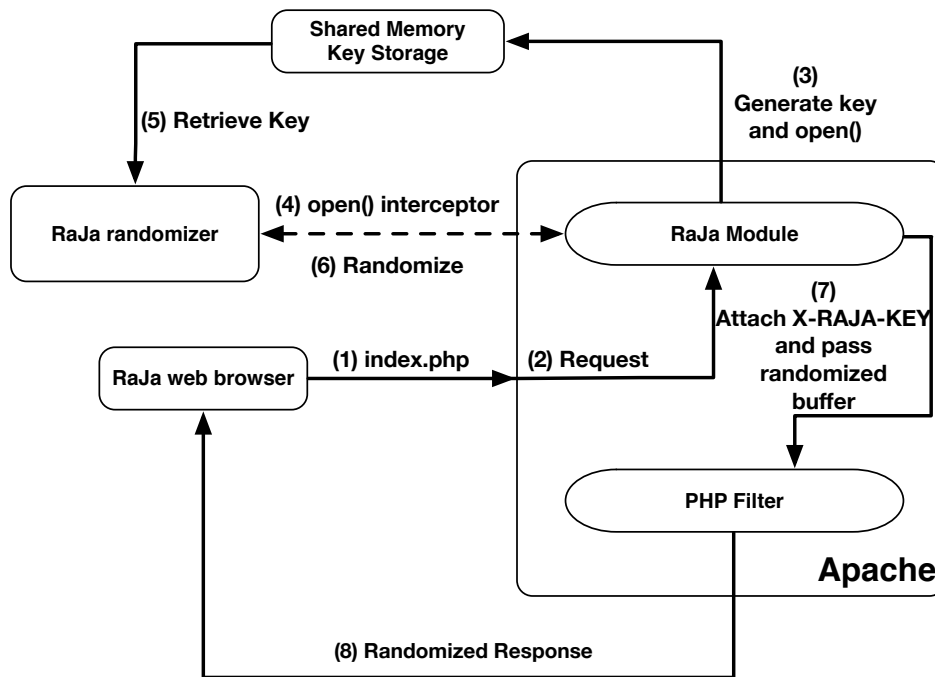 Shared Memory
Key Storage
(3)
Generate key
and open()
(5) Retrieve Key
(4) open() interceptor
RaJa randomizer
RaJa Module
(6) Randomize
(7)
Attach X-RAJA-KEY
and pass
randomized
buffer
(1) index.php
(2) Request
RaJa web browser
PHP Filter
Apache
(8) Randomized Response